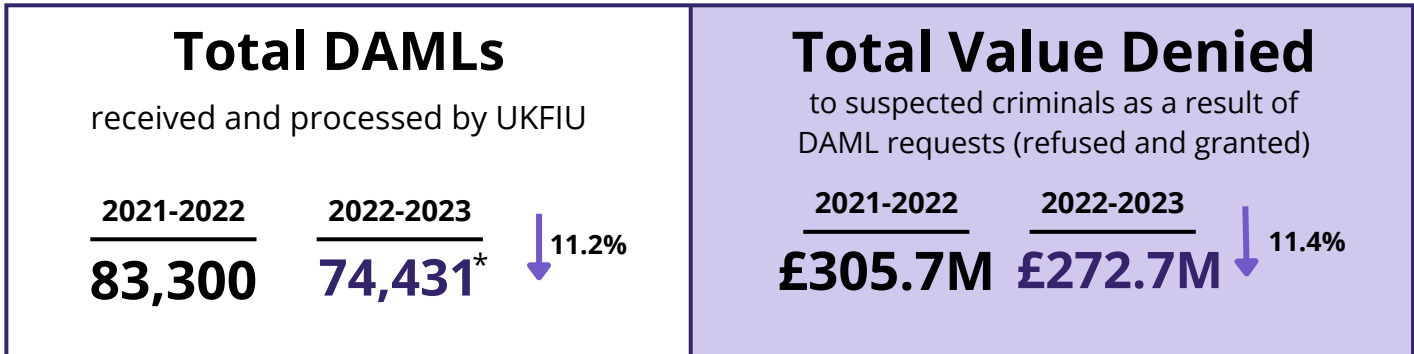 Total DAMLs
received and processed by UKFIU
2021-2022
2022-2023
83,300
74,431*
11.2%
Total Value Denied
to suspected criminals as a result of
DAML requests (refused and granted)
2021-2022
2022-2023
£305.7M
£272.7M
11.4%